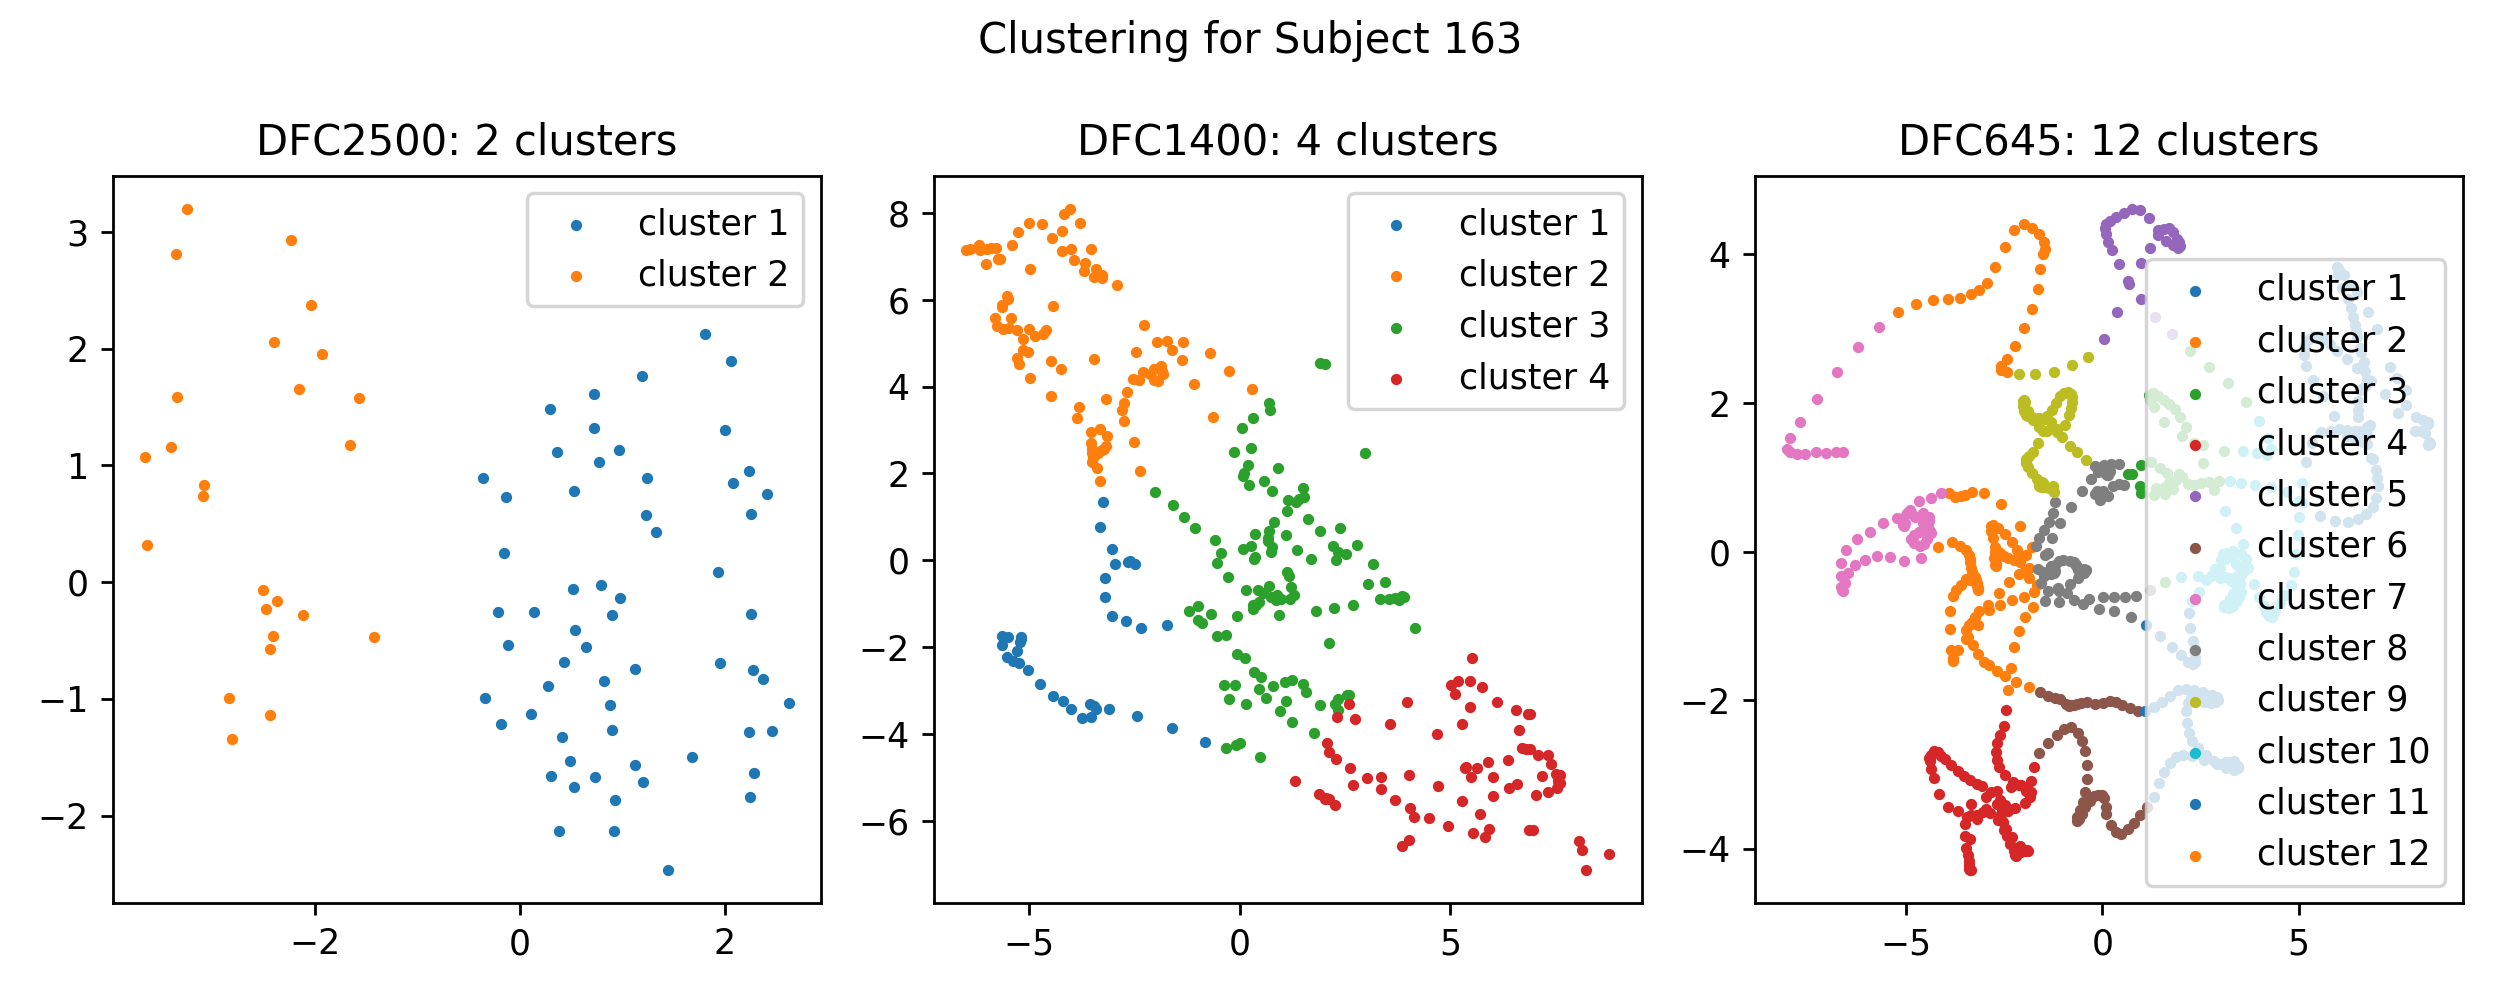 Clustering for Subject 163
DFC2500: 2 clusters
cluster 1
cluster 2
3
2
1
0
−1
−2
−2
0
2
DFC1400: 4 clusters
cluster 1
cluster 2
cluster 3
cluster 4
8
6
4
2
0
−2
−4
−6
−5
0
5
DFC645: 12 clusters
cluster 1
cluster 2
cluster 3
cluster 4
cluster 5
cluster 6
cluster 7
cluster 8
cluster 9
cluster 10
cluster 11
cluster 12
4
2
0
−2
−4
−5
0
5